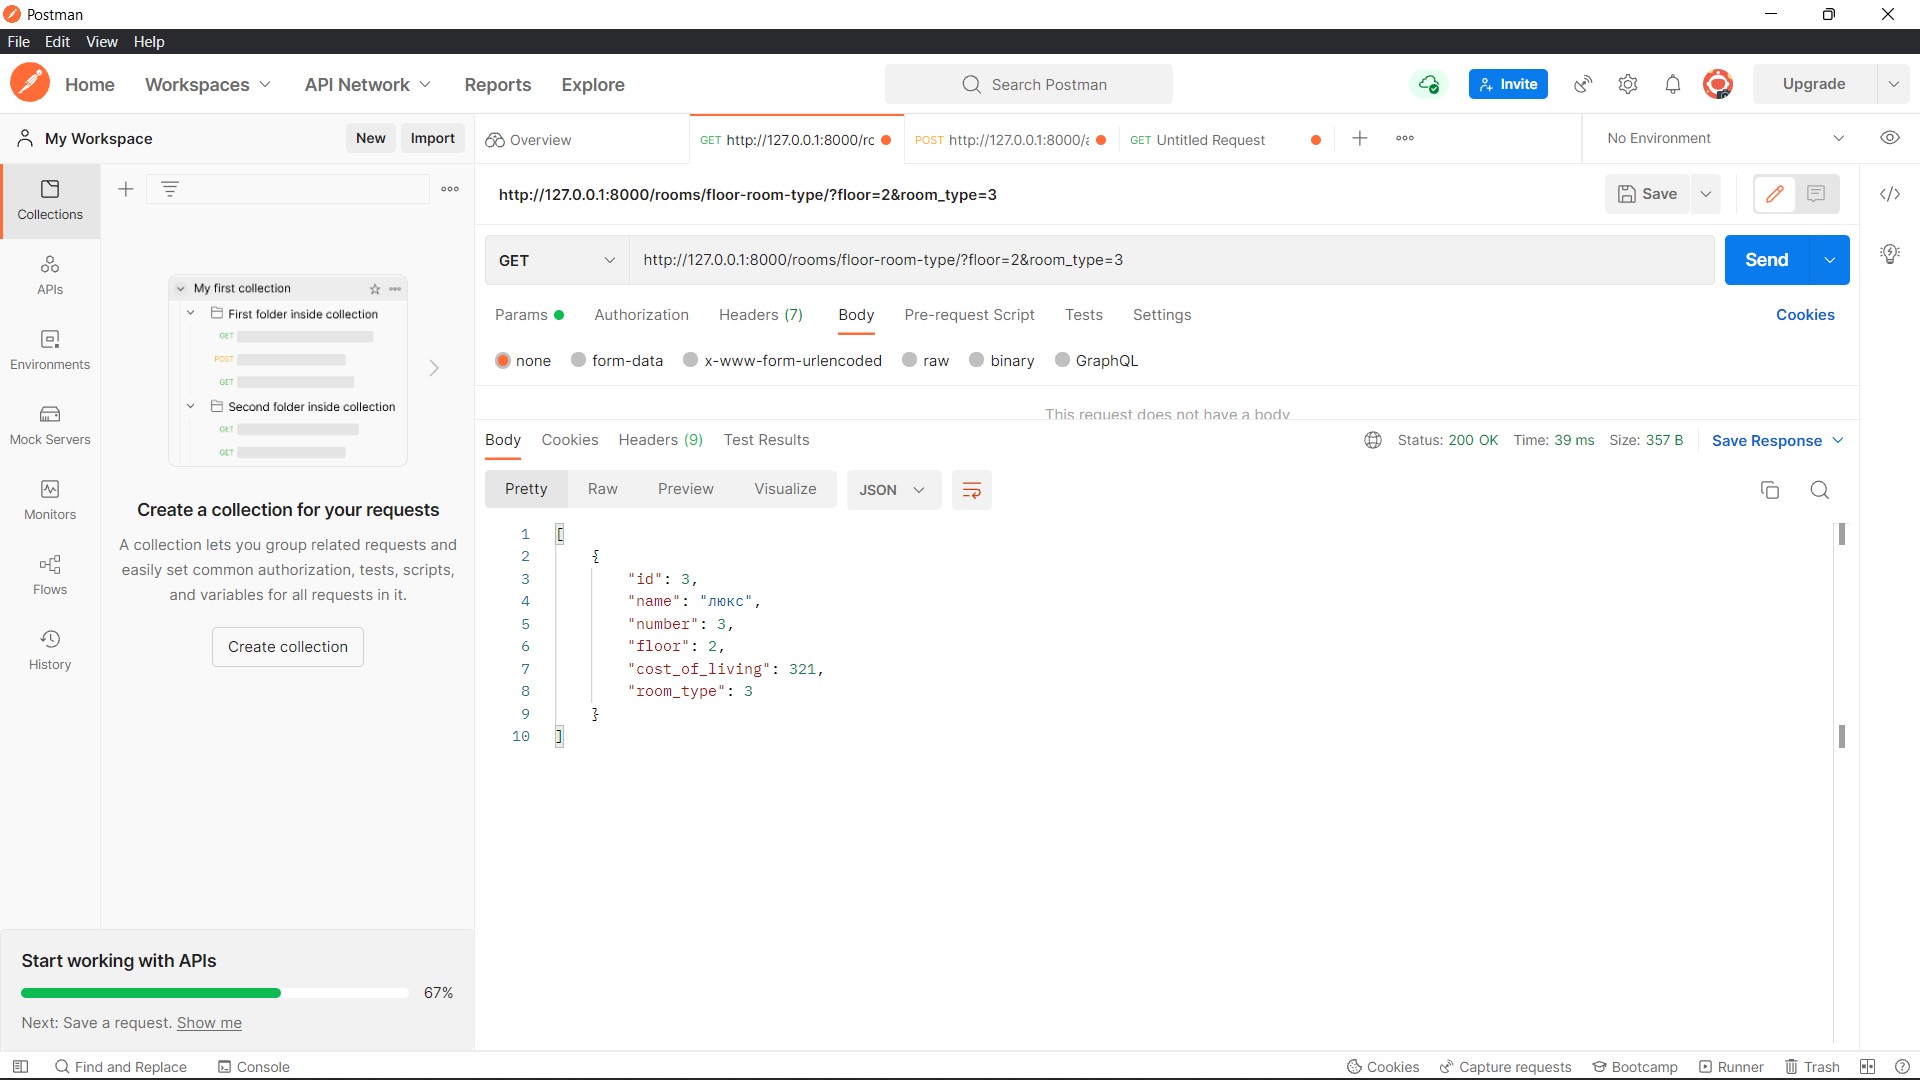 Postman
File Edit View Help
Home Workspaces API Network Reports Explore Search Postman Invite Upgrade
My Workspace New Import Overview GET http://127.0.0.1:8000/rc POST http://127.0.0.1:8000/a GET Untitled Request No Environment
Collections
APIs
Environments
Mock Servers
Monitors
Flows
History
My first collection
First folder inside collection
GET
POST
GET
Second folder inside collection
GET
GET
Create a collection for your requests
A collection lets you group related requests and
easily set common authorization, tests, scripts,
and variables for all requests in it.
Create collection
Start working with APIs
67%
Next: Save a request. Show me
http://127.0.0.1:8000/rooms/floor-room-type/?floor=2&room_type=3 Save
GET http://127.0.0.1:8000/rooms/floor-room-type/?floor=2&room_type=3 Send
Params Authorization Headers (7) Body Pre-request Script Tests Settings Cookies
none form-data x-www-form-urlencoded raw binary GraphQL
This request does not have a body
Body Cookies Headers (9) Test Results Status: 200 OK Time: 39 ms Size: 357 B Save Response
Pretty Raw Preview Visualize JSON
1 [
2 {
3 "id": 3,
4 "name": "люкс",
5 "number": 3,
6 "floor": 2,
7 "cost_of_living": 321,
8 "room_type": 3
9 }
10 ]
Find and Replace Console Cookies Capture requests Bootcamp Runner Trash